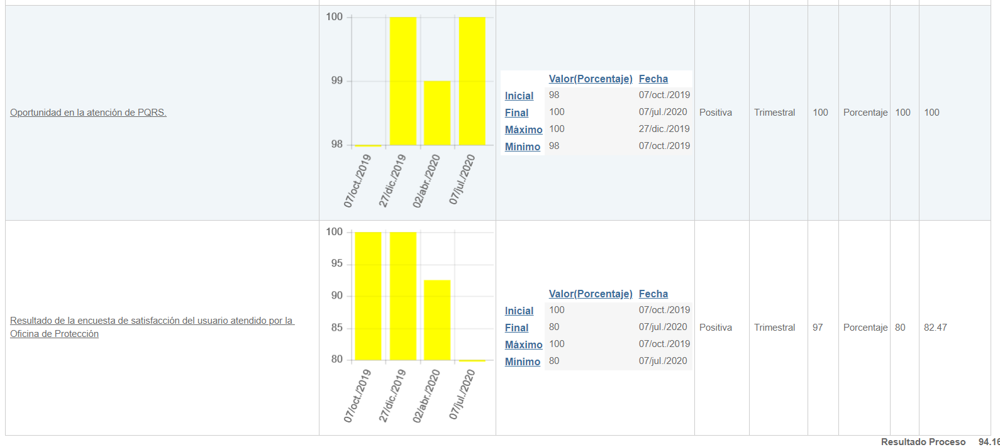 100
99
98
07/oct./2019
27/dic./2019
02/abr./2020
07/jul./2020
Oportunidad en la atención de PQRS.
Valor(Porcentaje) Fecha
Inicial 98 07/oct./2019
Final 100 07/jul./2020
Máximo 100 27/dic./2019
Mínimo 98 07/oct./2019
Positiva Trimestral 100 Porcentaje 100 100
100
95
90
85
80
07/oct./2019
27/dic./2019
02/abr./2020
07/jul./2020
Resultado de la encuesta de satisfacción del usuario atendido por la
Oficina de Protección
Valor(Porcentaje) Fecha
Inicial 100 07/oct./2019
Final 80 07/jul./2020
Máximo 100 07/oct./2019
Mínimo 80 07/jul./2020
Positiva Trimestral 97 Porcentaje 80 82.47
Resultado Proceso 94.16